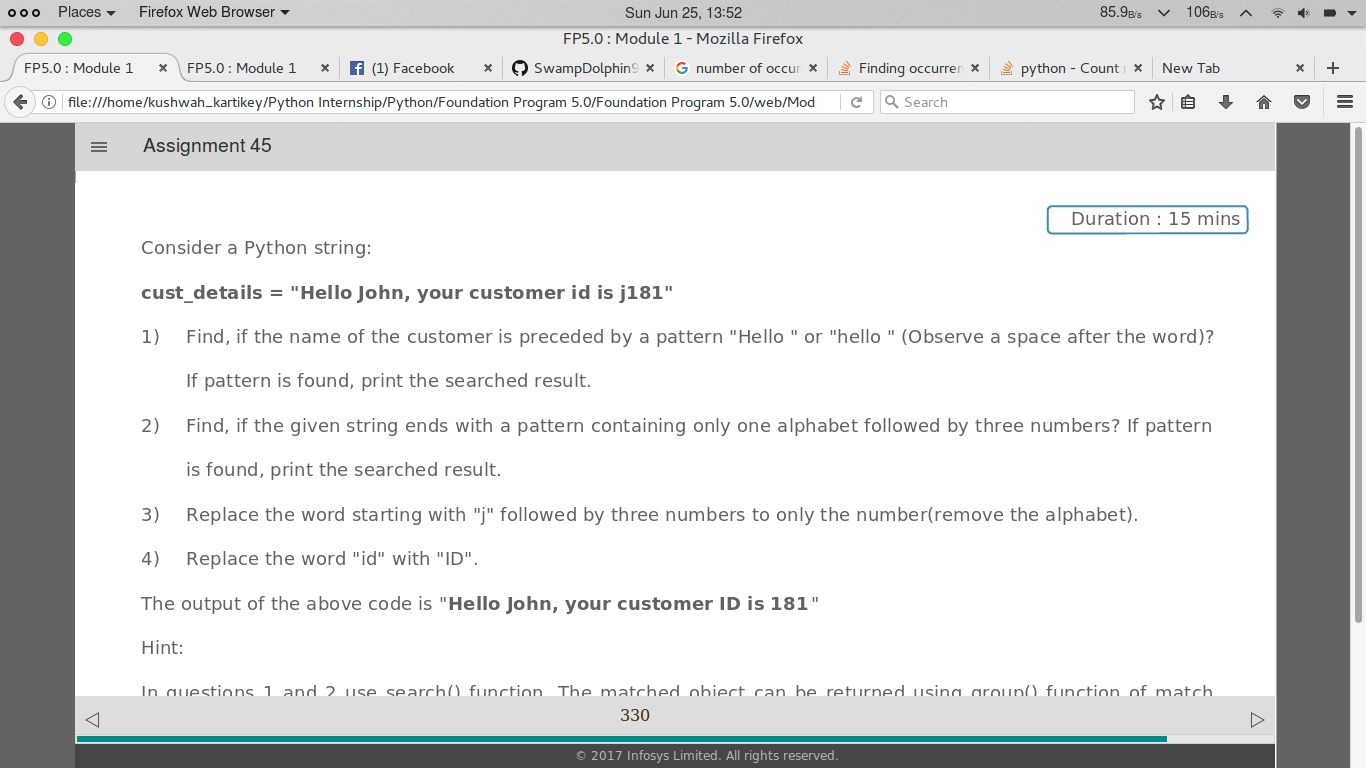 Places Firefox Web Browser Sun Jun 25, 13:52 85.9B/s 106B/s
FP5.0 : Module 1 - Mozilla Firefox
FP5.0 : Module 1 FP5.0 : Module 1 (1) Facebook SwampDolphin9 number of occur Finding occurren python - Count New Tab
file:///home/kushwah_kartikey/Python Internship/Python/Foundation Program 5.0/Foundation Program 5.0/web/Mod Search
Assignment 45
Duration : 15 mins
Consider a Python string:
cust_details = "Hello John, your customer id is j181"
1) Find, if the name of the customer is preceded by a pattern "Hello " or "hello " (Observe a space after the word)?
If pattern is found, print the searched result.
2) Find, if the given string ends with a pattern containing only one alphabet followed by three numbers? If pattern
is found, print the searched result.
3) Replace the word starting with "j" followed by three numbers to only the number(remove the alphabet).
4) Replace the word "id" with "ID".
The output of the above code is "Hello John, your customer ID is 181"
Hint:
In questions 1 and 2 use search() function. The matched object can be returned using group() function of match
330
© 2017 Infosys Limited. All rights reserved.